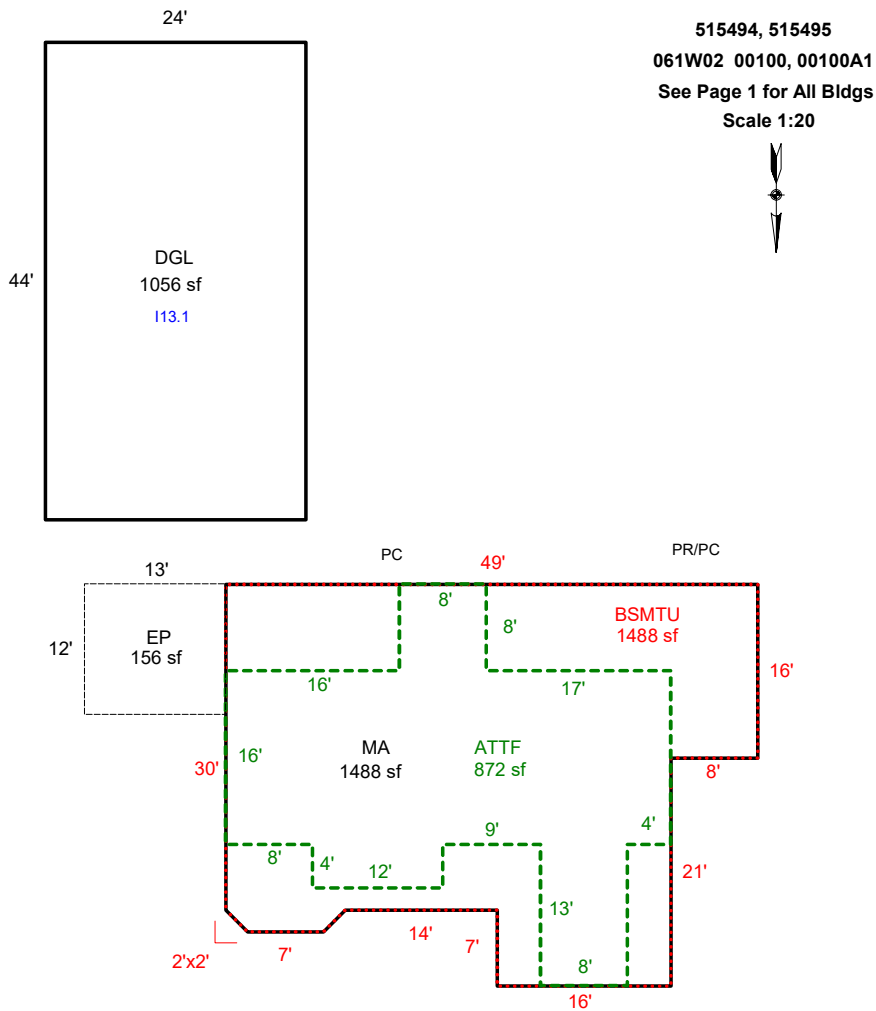 24'
515494, 515495
061W02 00100, 00100A1
See Page 1 for All Bldgs
Scale 1:20
44'
DGL
1056 sf
I13.1
PC
49'
PR/PC
13'
8'
12'
EP
156 sf
8'
BSMTU
1488 sf
16'
17'
16'
30'
16'
MA
1488 sf
ATTF
872 sf
8'
8'
4'
12'
9'
4'
21'
13'
2'x2'
7'
14'
7'
8'
16'